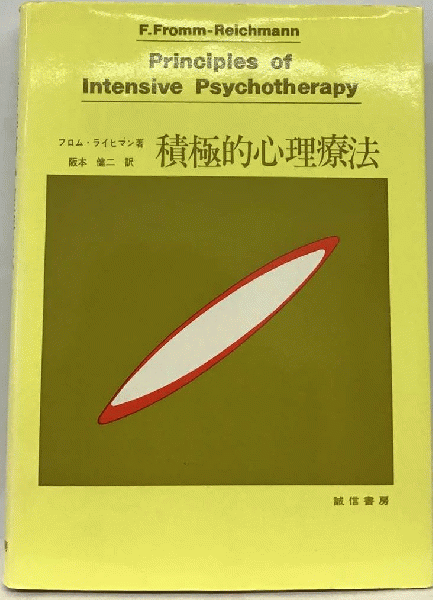 F.Fromm-Reichmann
Principles of
Intensive Psychotherapy
フロム・ライヒマン著
阪本 健二 訳
積極的心理療法
誠信書房